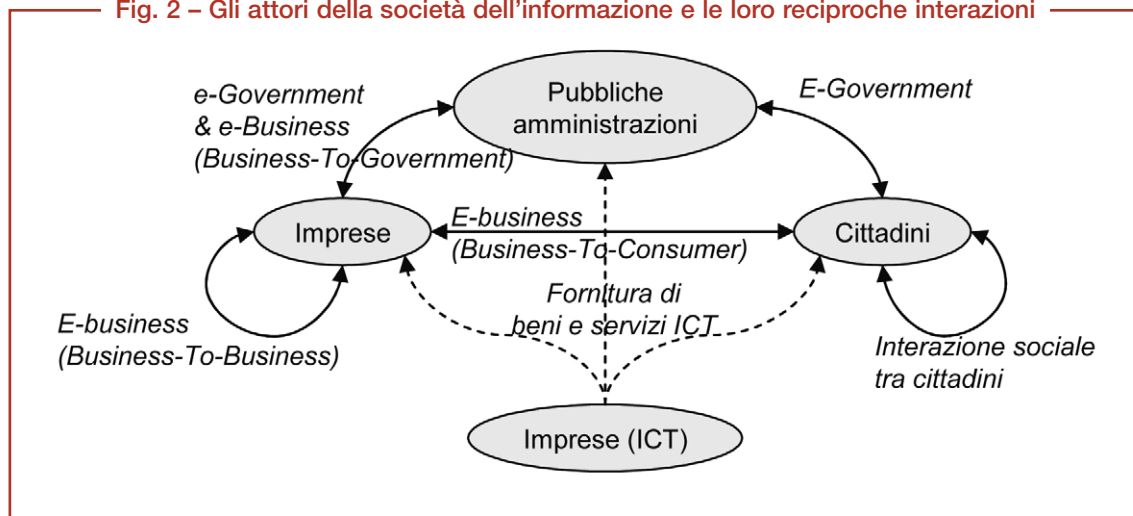 Fig. 2 – Gli attori della società dell'informazione e le loro reciproche interazioni
e-Government
& e-Business
(Business-To-Government)
Pubbliche
amministrazioni
E-Government
Imprese
E-business
(Business-To-Consumer)
Cittadini
E-business
(Business-To-Business)
Fornitura di
beni e servizi ICT
Interazione sociale
tra cittadini
Imprese (ICT)